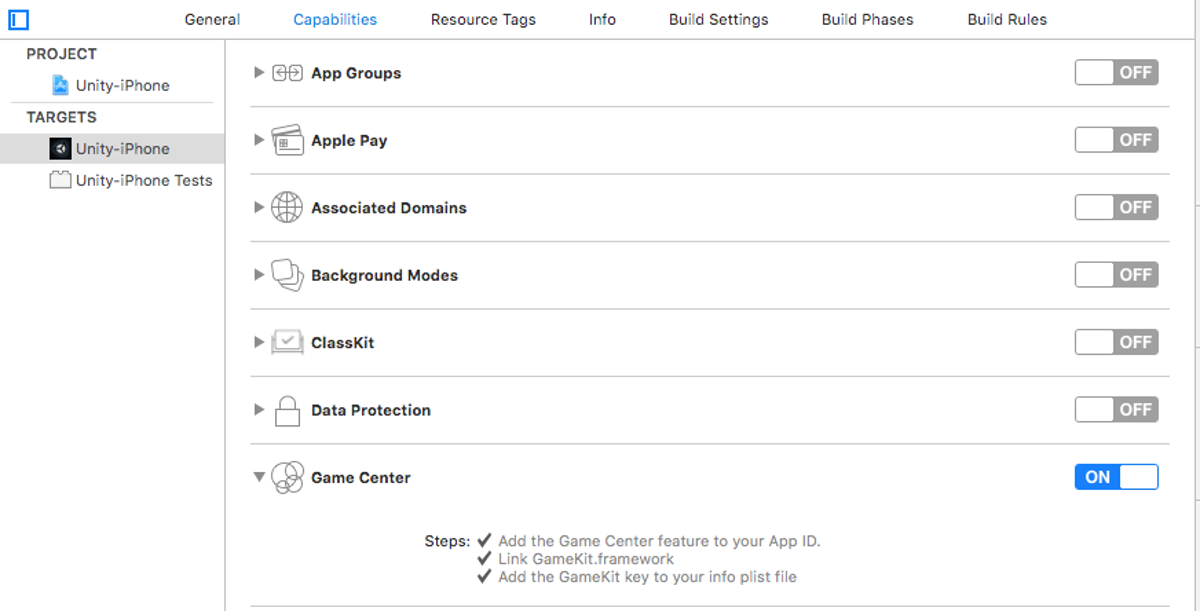 General Capabilities Resource Tags Info Build Settings Build Phases Build Rules
PROJECT
Unity-iPhone
TARGETS
Unity-iPhone
Unity-iPhone Tests
App Groups OFF
Apple Pay OFF
Associated Domains OFF
Background Modes OFF
ClassKit OFF
Data Protection OFF
Game Center ON
Steps: ✔ Add the Game Center feature to your App ID.
✔ Link GameKit.framework
✔ Add the GameKit key to your info plist file